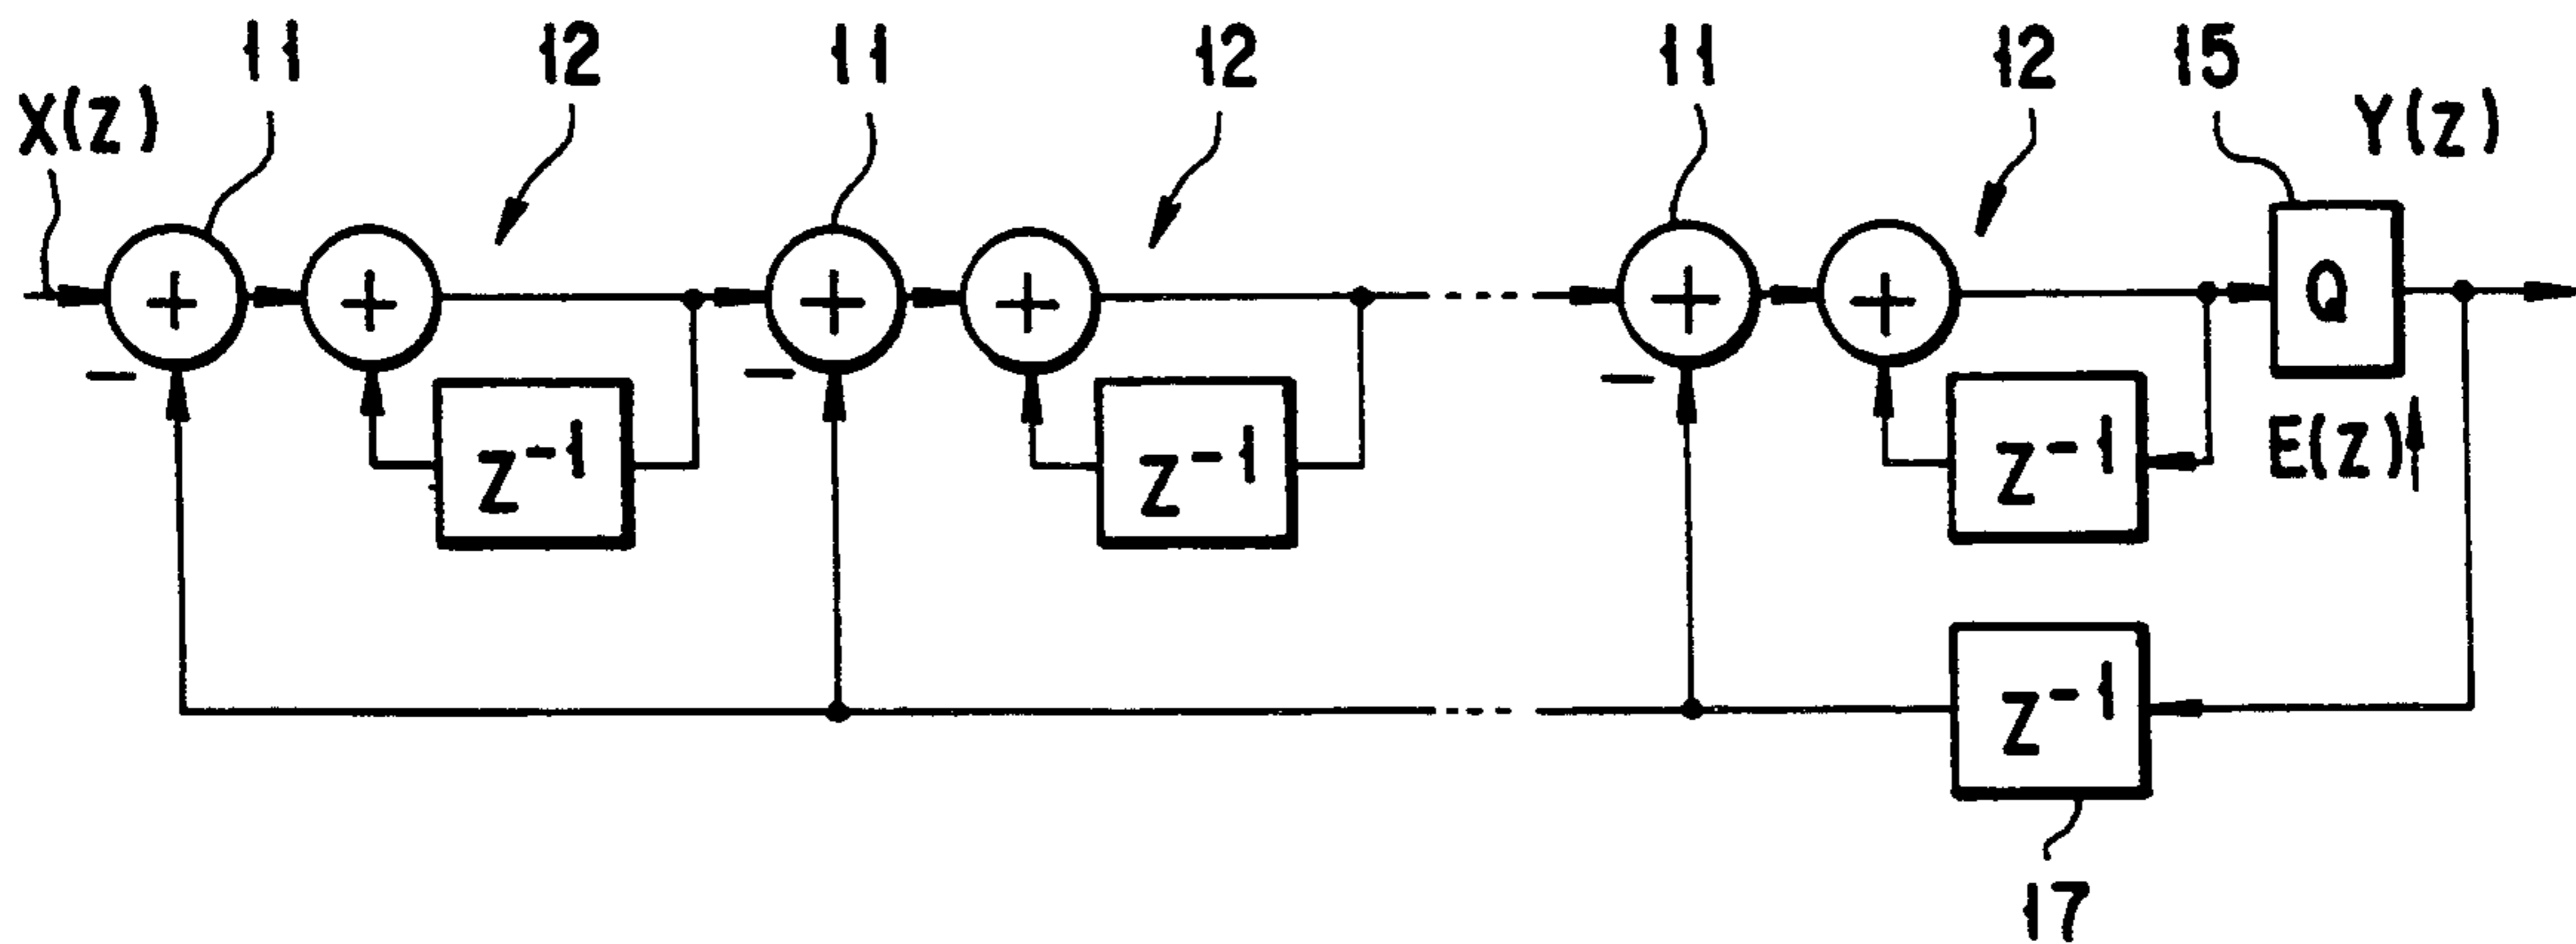 11 12 11 12 11 12 15
X(Z) Y(Z)
+ + + + + + Q
- - -
Z-1 Z-1 Z-1 E(Z)
Z-1
17